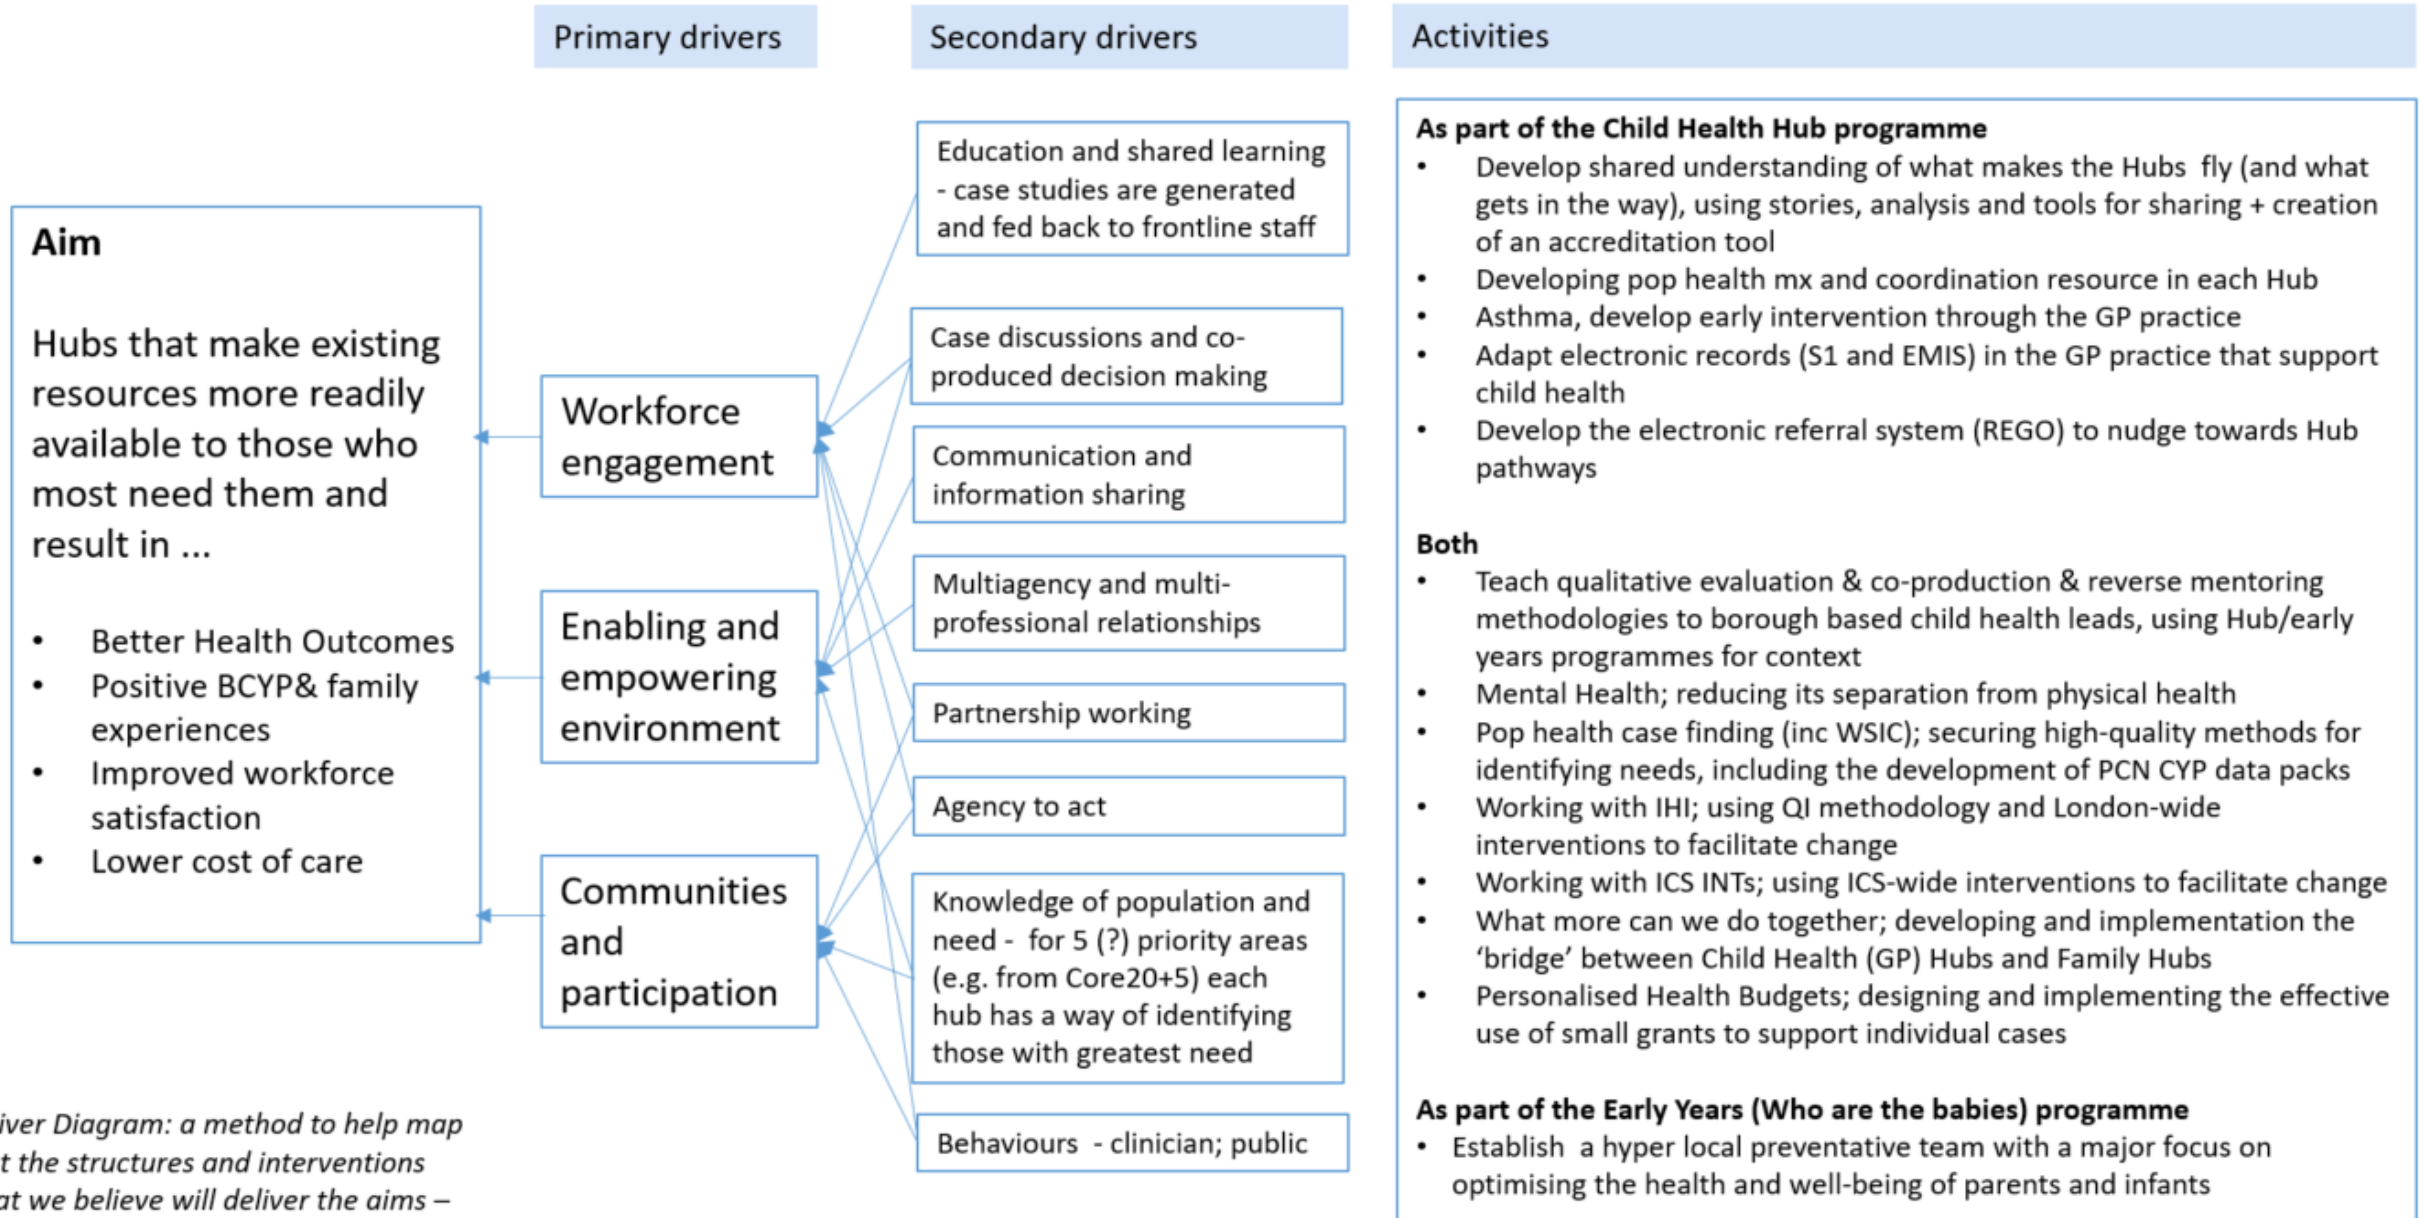 Primary drivers
Secondary drivers
Activities
Aim
Hubs that make existing
resources more readily
available to those who
most need them and
result in ...
• Better Health Outcomes
• Positive BCYP& family
experiences
• Improved workforce
satisfaction
• Lower cost of care
Workforce
engagement
Enabling and
empowering
environment
Communities
and
participation
Education and shared learning
- case studies are generated
and fed back to frontline staff
Case discussions and co-
produced decision making
Communication and
information sharing
Multiagency and multi-
professional relationships
Partnership working
Agency to act
Knowledge of population and
need - for 5 (?) priority areas
(e.g. from Core20+5) each
hub has a way of identifying
those with greatest need
Behaviours - clinician; public
As part of the Child Health Hub programme
• Develop shared understanding of what makes the Hubs fly (and what
gets in the way), using stories, analysis and tools for sharing + creation
of an accreditation tool
• Developing pop health mx and coordination resource in each Hub
• Asthma, develop early intervention through the GP practice
• Adapt electronic records (S1 and EMIS) in the GP practice that support
child health
• Develop the electronic referral system (REGO) to nudge towards Hub
pathways
Both
• Teach qualitative evaluation & co-production & reverse mentoring
methodologies to borough based child health leads, using Hub/early
years programmes for context
• Mental Health; reducing its separation from physical health
• Pop health case finding (inc WSIC); securing high-quality methods for
identifying needs, including the development of PCN CYP data packs
• Working with IHI; using QI methodology and London-wide
interventions to facilitate change
• Working with ICS INTs; using ICS-wide interventions to facilitate change
• What more can we do together; developing and implementation the
‘bridge’ between Child Health (GP) Hubs and Family Hubs
• Personalised Health Budgets; designing and implementing the effective
use of small grants to support individual cases
As part of the Early Years (Who are the babies) programme
• Establish a hyper local preventative team with a major focus on
optimising the health and well-being of parents and infants
iver Diagram: a method to help map
t the structures and interventions
at we believe will deliver the aims –